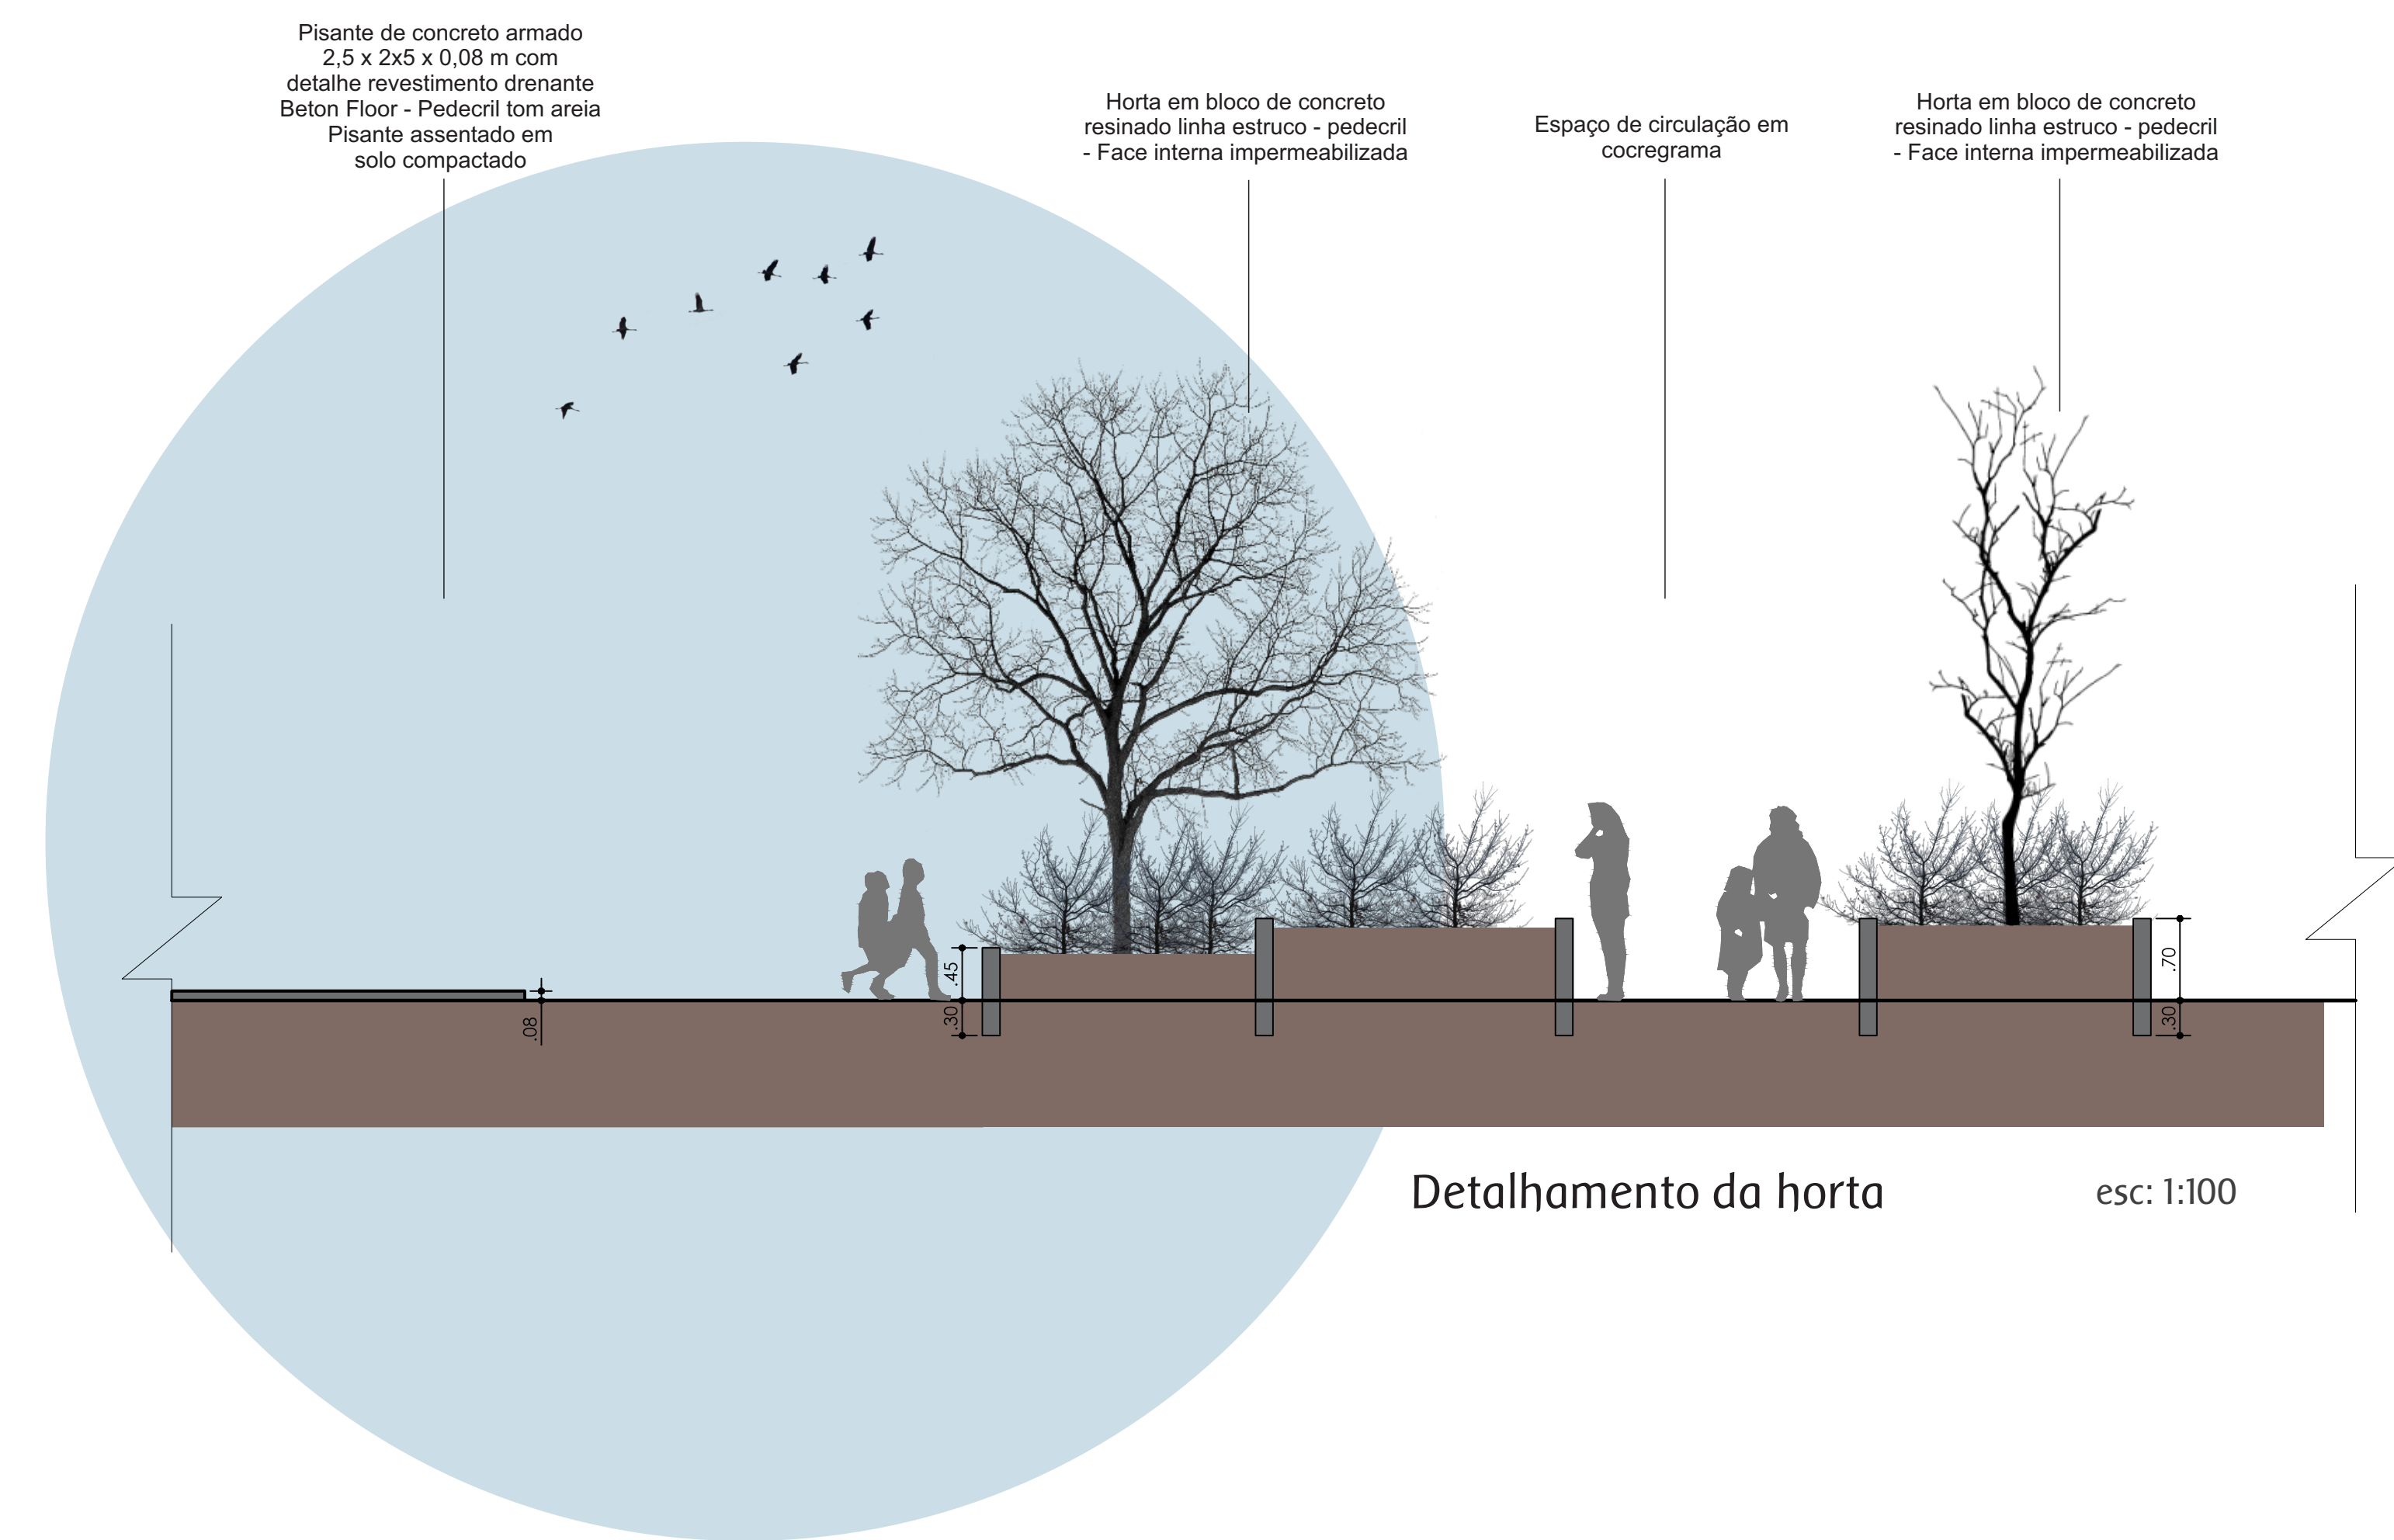 Pisante de concreto armado
2,5 x 2x5 x 0,08 m com
detalhe revestimento drenante
Beton Floor - Pedecril tom areia
Pisante assentado em
solo compactado
Horta em bloco de concreto
resinado linha estruco - pedecril
- Face interna impermeabilizada
Espaço de circulação em
cocregrama
Horta em bloco de concreto
resinado linha estruco - pedecril
- Face interna impermeabilizada
.08
.45
.30
.70
.30
Detalhamento da horta
esc: 1:100